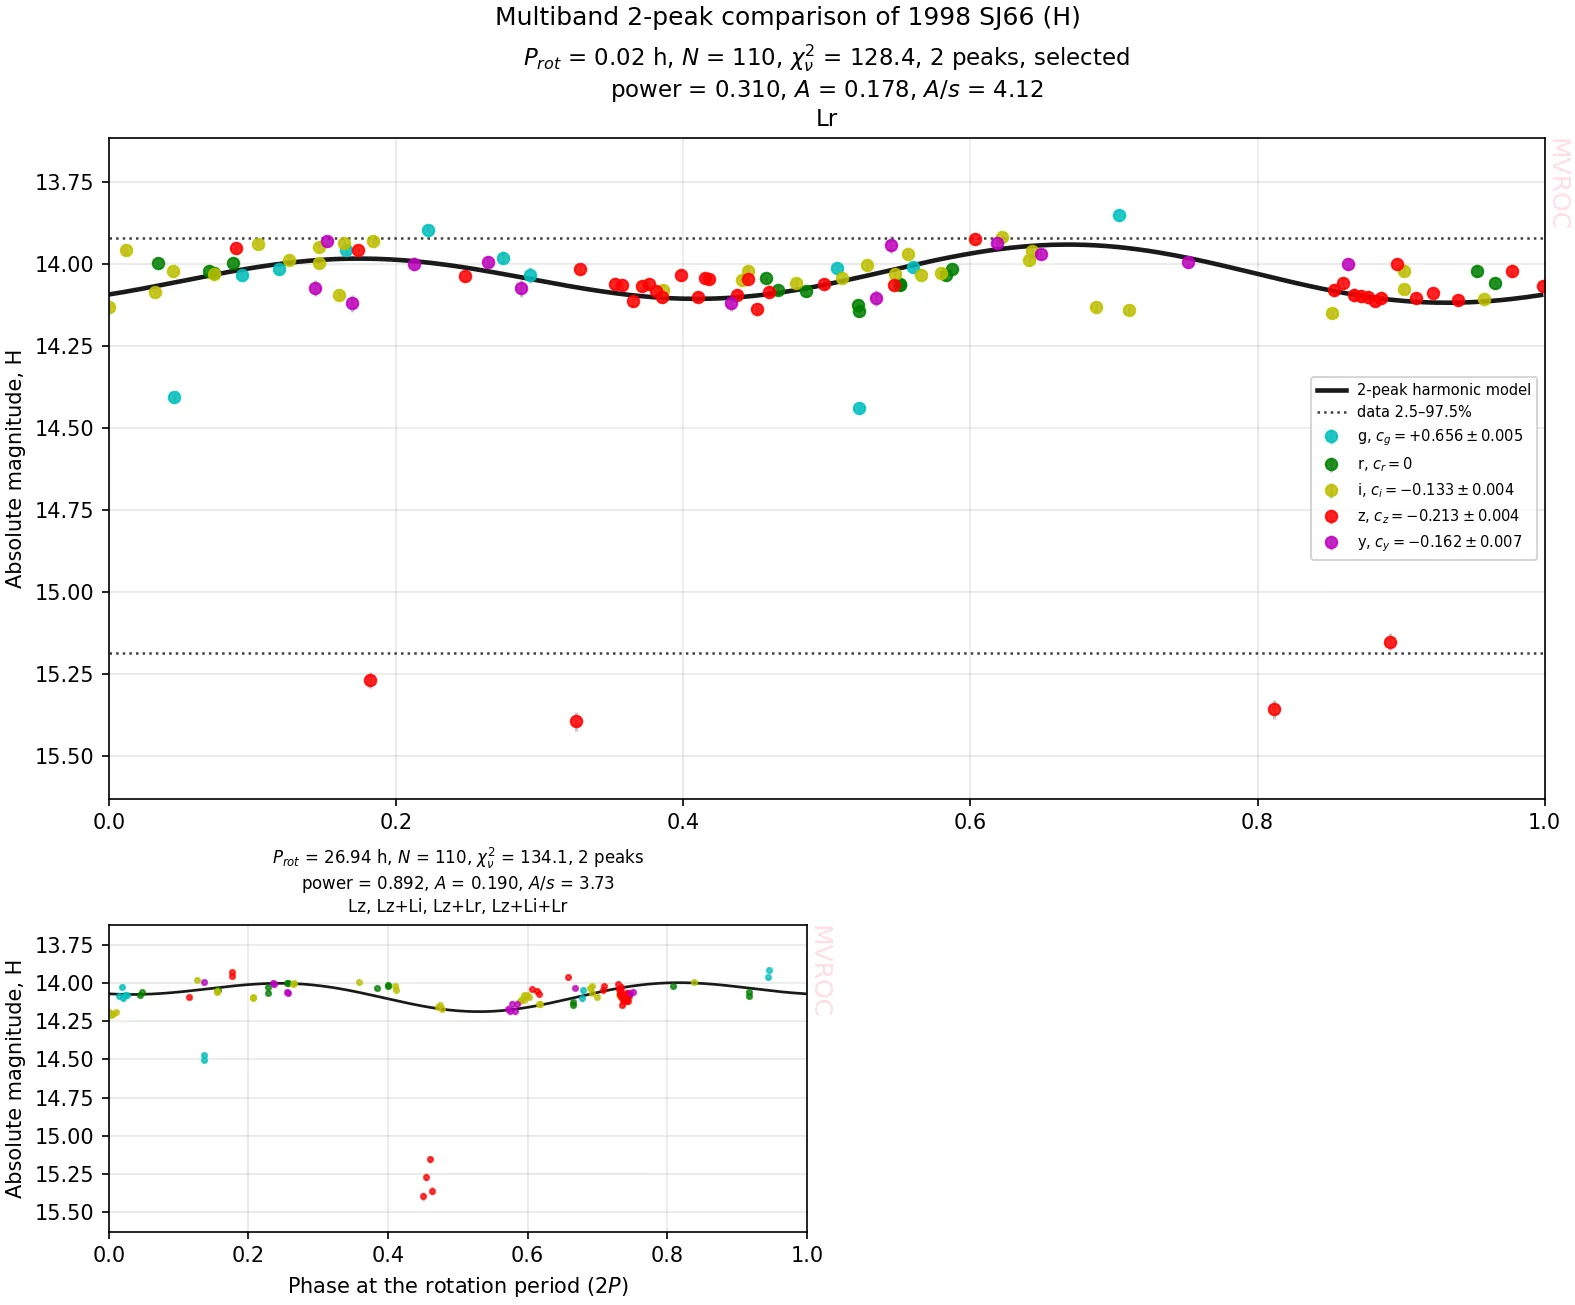 Multiband 2-peak comparison of 1998 SJ66 (H)
P_rot = 0.02 h, N = 110, χ²_ν = 128.4, 2 peaks, selected
power = 0.310, A = 0.178, A/s = 4.12
Lr
MVROC
Absolute magnitude, H
13.75
14.00
14.25
14.50
14.75
15.00
15.25
15.50
2-peak harmonic model
data 2.5–97.5%
g, c_g = +0.656 ± 0.005
r, c_r = 0
i, c_i = −0.133 ± 0.004
z, c_z = −0.213 ± 0.004
y, c_y = −0.162 ± 0.007
0.0 0.2 0.4 0.6 0.8 1.0
P_rot = 26.94 h, N = 110, χ²_ν = 134.1, 2 peaks
power = 0.892, A = 0.190, A/s = 3.73
Lz, Lz+Li, Lz+Lr, Lz+Li+Lr
MVROC
Absolute magnitude, H
13.75
14.00
14.25
14.50
14.75
15.00
15.25
15.50
0.0 0.2 0.4 0.6 0.8 1.0
Phase at the rotation period (2P)